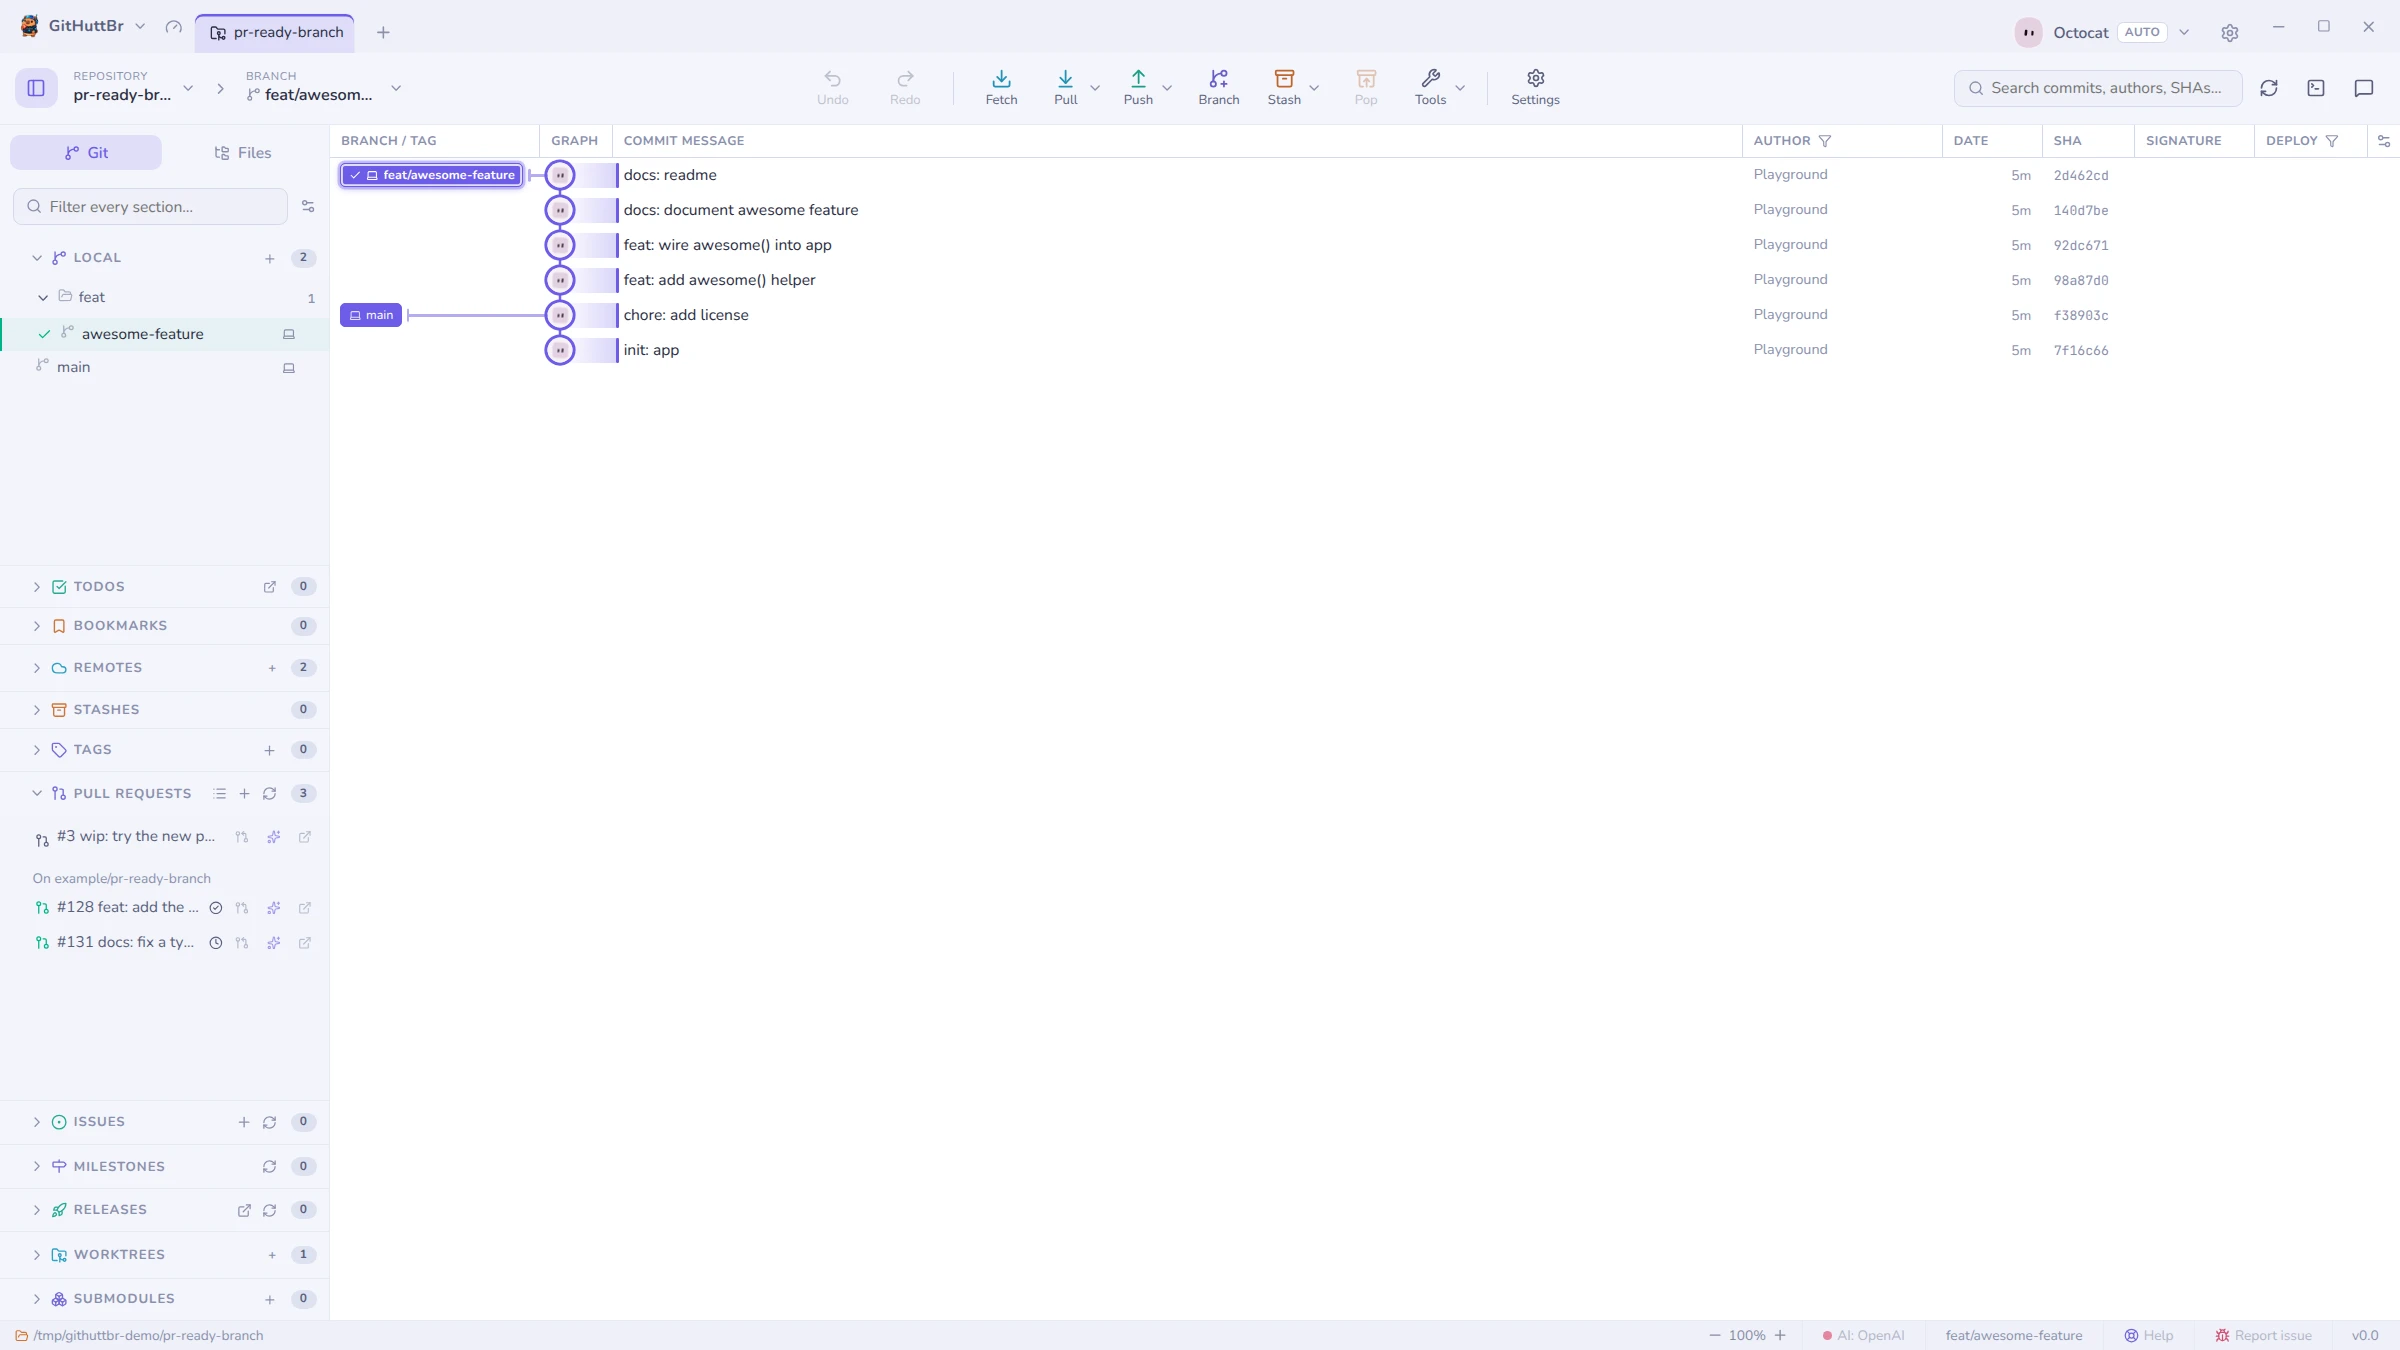 GitHuttBr
pr-ready-branch
Octocat AUTO
REPOSITORY
pr-ready-br...
BRANCH
feat/awesom...
Undo
Redo
Fetch
Pull
Push
Branch
Stash
Pop
Tools
Settings
Search commits, authors, SHAs...
Git
Files
Filter every section...
LOCAL 2
feat 1
awesome-feature
main
TODOS 0
BOOKMARKS 0
REMOTES 2
STASHES 0
TAGS 0
PULL REQUESTS 3
#3 wip: try the new p...
On example/pr-ready-branch
#128 feat: add the ...
#131 docs: fix a ty...
ISSUES 0
MILESTONES 0
RELEASES 0
WORKTREES 1
SUBMODULES 0
BRANCH / TAG GRAPH COMMIT MESSAGE AUTHOR DATE SHA SIGNATURE DEPLOY
feat/awesome-feature docs: readme Playground 5m 2d462cd
docs: document awesome feature Playground 5m 140d7be
feat: wire awesome() into app Playground 5m 92dc671
feat: add awesome() helper Playground 5m 98a87d0
main chore: add license Playground 5m f38903c
init: app Playground 5m 7f16c66
/tmp/githuttbr-demo/pr-ready-branch
100%
AI: OpenAI
feat/awesome-feature
Help
Report issue
v0.0